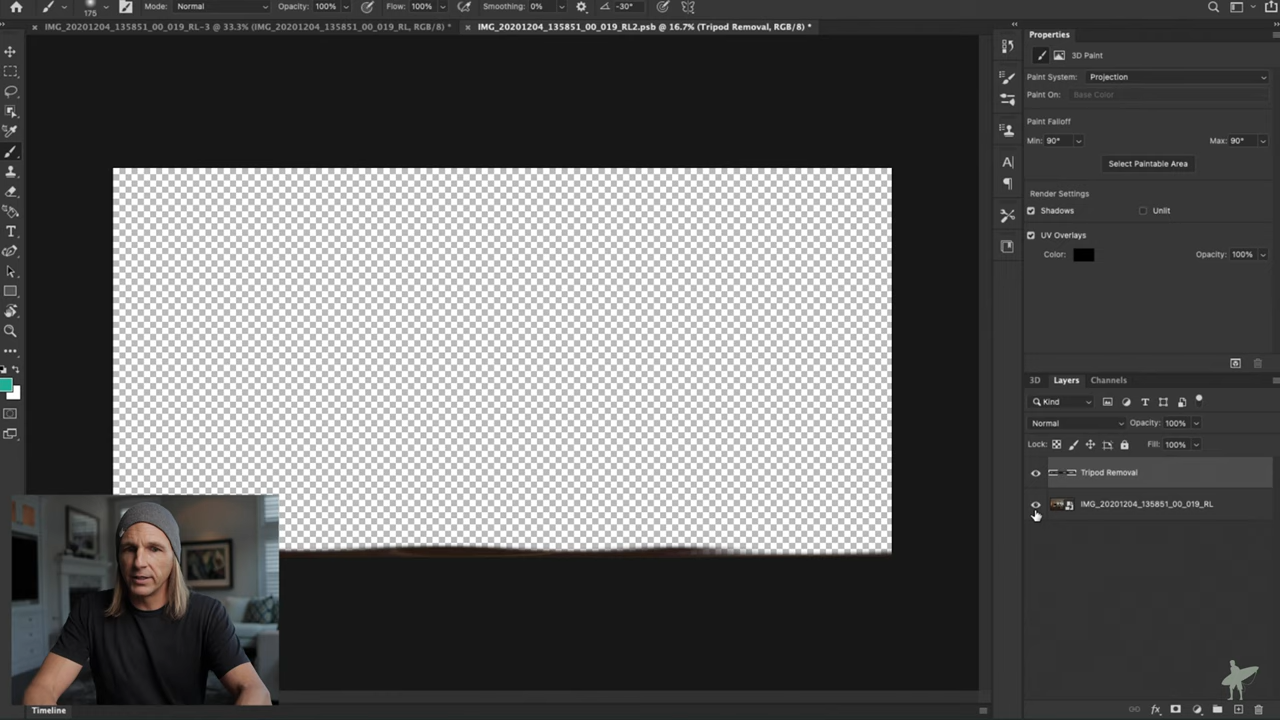 175 Mode: Normal Opacity: 100% Flow: 100% Smoothing: 0% -30°
IMG_20201204_135851_00_019_RL-3 @ 33.3% (IMG_20201204_135851_00_019_RL, RGB/8) *
IMG_20201204_135851_00_019_RL2.psb @ 16.7% (Tripod Removal, RGB/8) *
Properties
3D Paint
Paint System: Projection
Paint On: Base Color
Paint Falloff
Min: 90° Max: 90°
Select Paintable Area
Render Settings
Shadows Unlit
UV Overlays
Color: Opacity: 100%
3D Layers Channels
Kind
Normal Opacity: 100%
Lock: Fill: 100%
Tripod Removal
IMG_20201204_135851_00_019_RL
Timeline